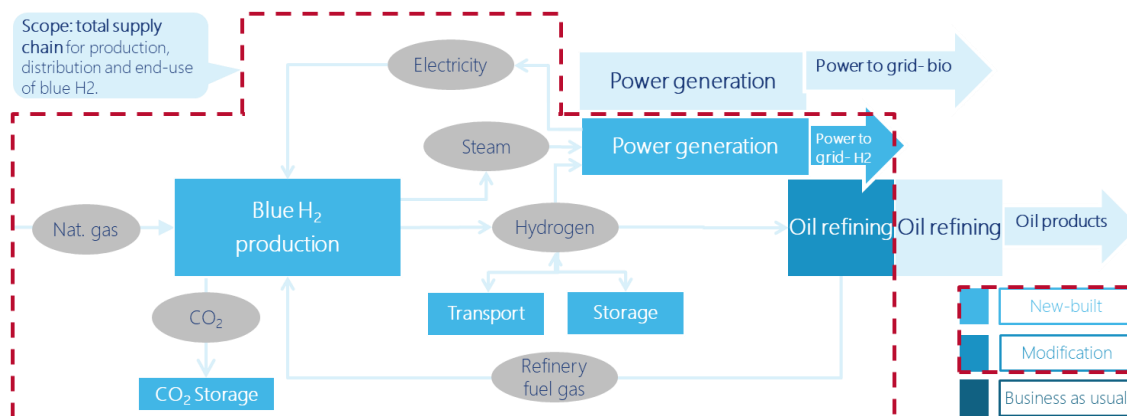 Scope: total supply
chain for production,
distribution and end-use
of blue H2.
Electricity
Power generation
Power to grid- bio
Steam
Power generation
Power to
grid- H2
Nat. gas
Blue H₂
production
Hydrogen
Oil refining
Oil refining
Oil products
Transport
Storage
CO₂
New-built
Refinery
fuel gas
Modification
CO₂ Storage
Business as usual